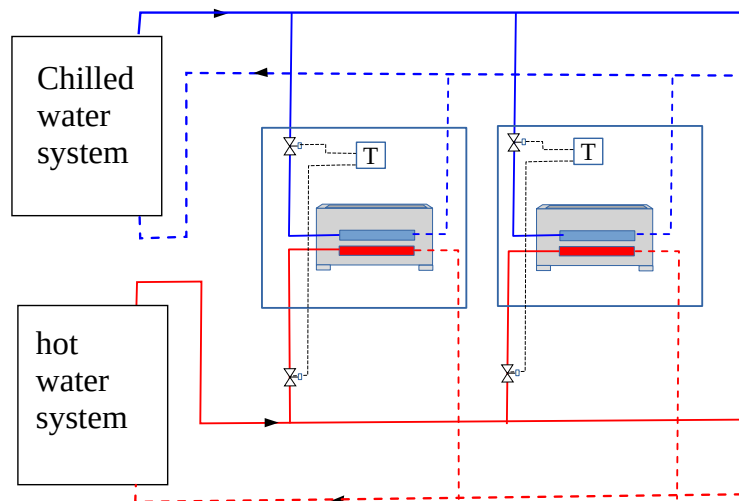 Chilled
water
system
T
T
hot
water
system